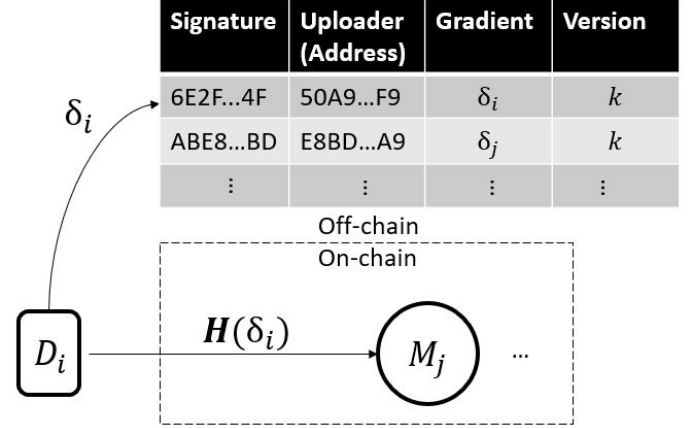 Signature Uploader (Address) Gradient Version
6E2F...4F 50A9...F9 δi k
ABE8...BD E8BD...A9 δj k
⋮ ⋮ ⋮ ⋮
δi
Off-chain
On-chain
H(δi)
Di Mj ...